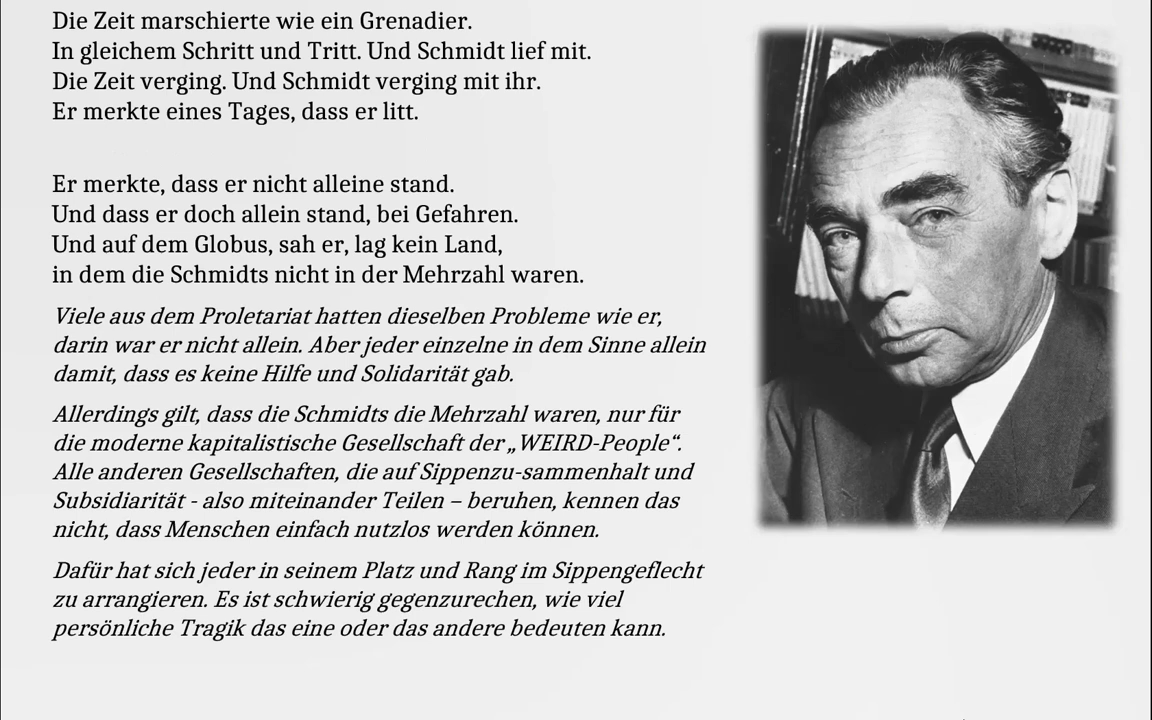 Die Zeit marschierte wie ein Grenadier.
In gleichem Schritt und Tritt. Und Schmidt lief mit.
Die Zeit verging. Und Schmidt verging mit ihr.
Er merkte eines Tages, dass er litt.
Er merkte, dass er nicht alleine stand.
Und dass er doch allein stand, bei Gefahren.
Und auf dem Globus, sah er, lag kein Land,
in dem die Schmidts nicht in der Mehrzahl waren.
Viele aus dem Proletariat hatten dieselben Probleme wie er,
darin war er nicht allein. Aber jeder einzelne in dem Sinne allein
damit, dass es keine Hilfe und Solidarität gab.
Allerdings gilt, dass die Schmidts die Mehrzahl waren, nur für
die moderne kapitalistische Gesellschaft der „WEIRD-People“.
Alle anderen Gesellschaften, die auf Sippenzu-sammenhalt und
Subsidiarität - also miteinander Teilen – beruhen, kennen das
nicht, dass Menschen einfach nutzlos werden können.
Dafür hat sich jeder in seinem Platz und Rang im Sippengeflecht
zu arrangieren. Es ist schwierig gegenzurechen, wie viel
persönliche Tragik das eine oder das andere bedeuten kann.